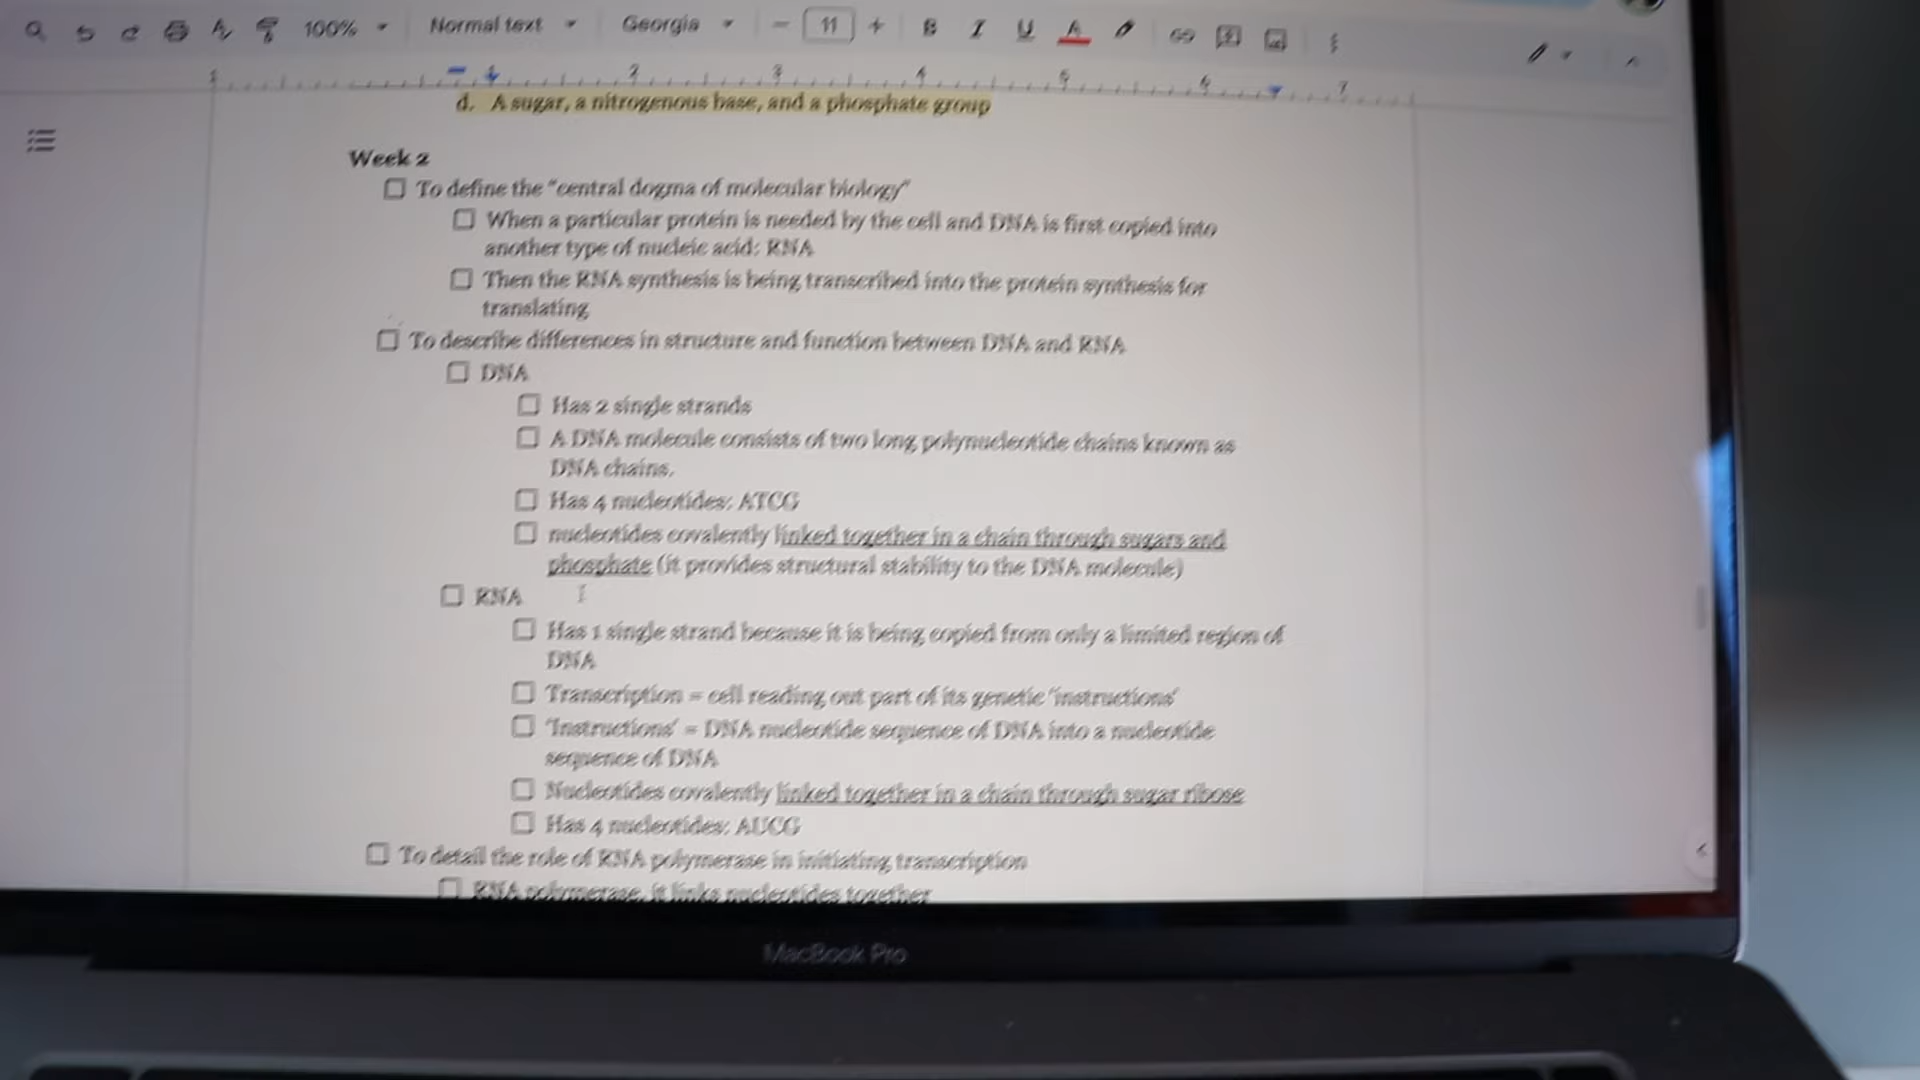 100%
Normal text
Georgia
11
1 2 3 4 5 6 7
d. A sugar, a nitrogenous base, and a phosphate group
Week 2
To define the "central dogma of molecular biology"
When a particular protein is needed by the cell and DNA is first copied into
another type of nucleic acid: RNA
Then the RNA synthesis is being transcribed into the protein synthesis for
translating
To describe differences in structure and function between DNA and RNA
DNA
Has 2 single strands
A DNA molecule consists of two long polynucleotide chains known as
DNA chains.
Has 4 nucleotides: ATCG
nucleotides covalently linked together in a chain through sugars and
phosphate (it provides structural stability to the DNA molecule)
RNA
Has 1 single strand because it is being copied from only a limited region of
DNA
Transcription = cell reading out part of its genetic 'instructions'
'Instructions' = DNA nucleotide sequence of DNA into a nucleotide
sequence of DNA
Nucleotides covalently linked together in a chain through sugar ribose
Has 4 nucleotides: AUCG
To detail the role of RNA polymerase in initiating transcription
RNA polymerase, it links nucleotides together
MacBook Pro